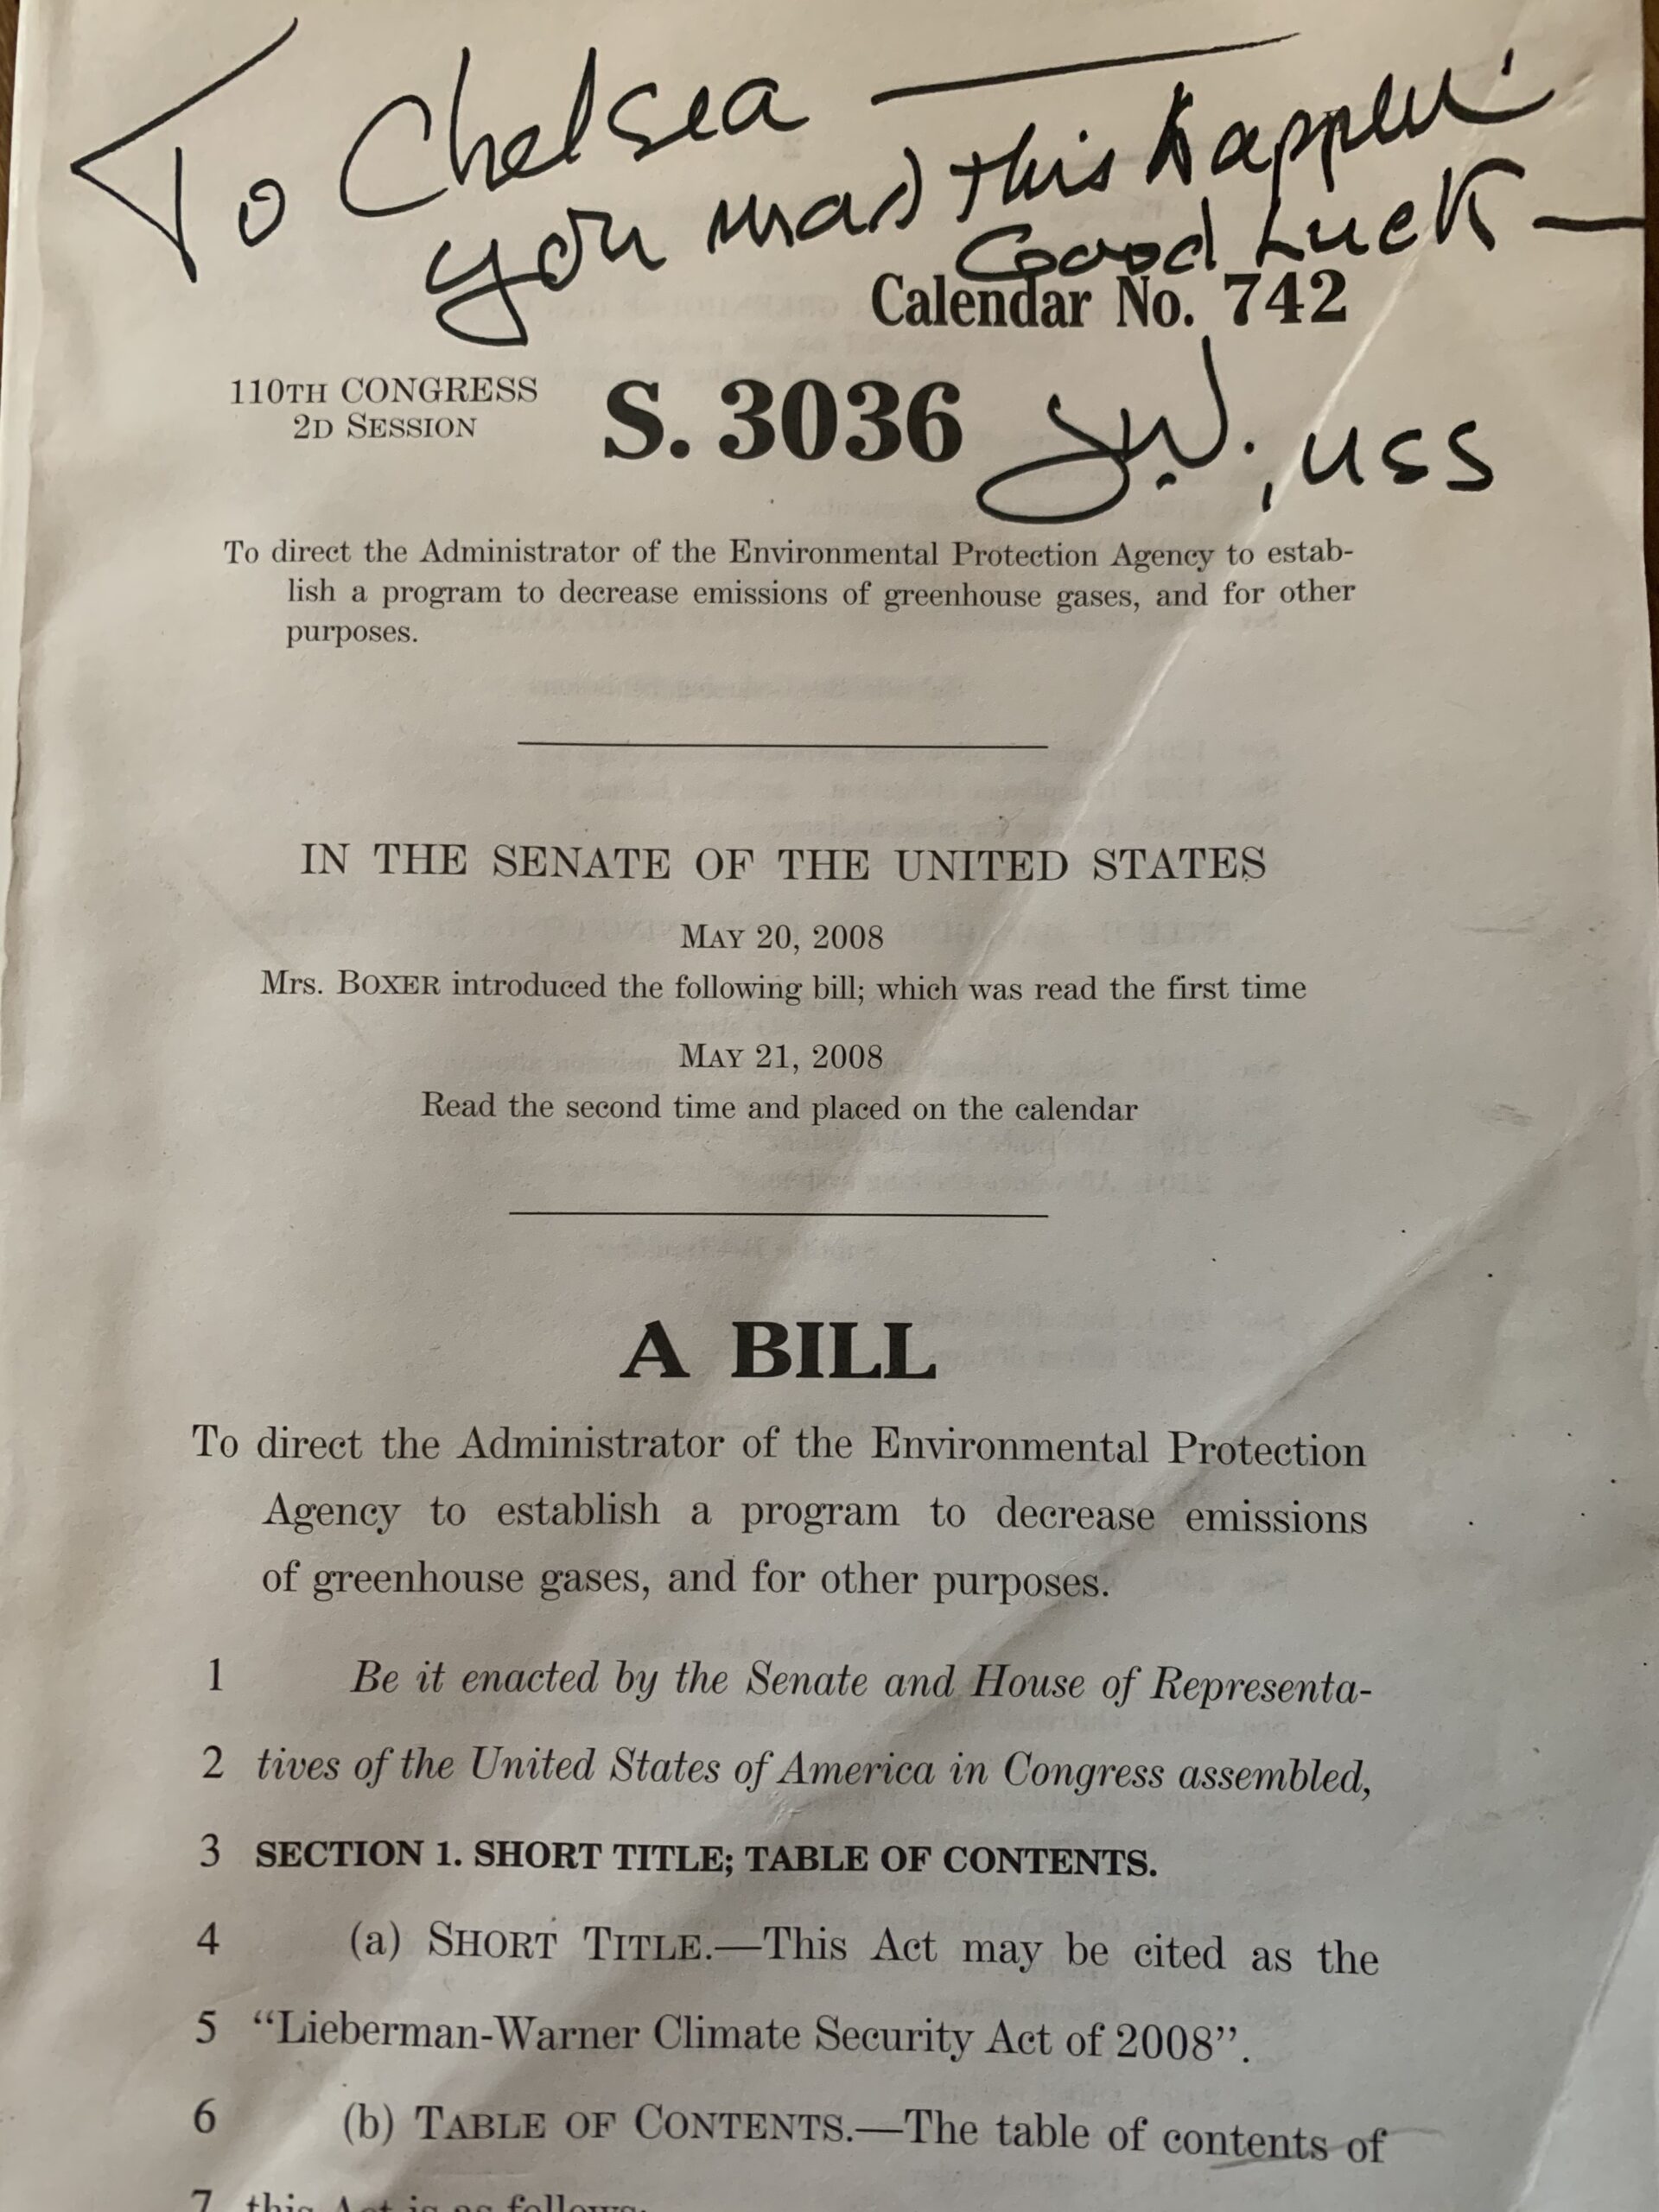 To Chelsea —
you mad this happen.
Good Luck —
Calendar No. 742
110TH CONGRESS
2D SESSION
S. 3036
JW., USS
To direct the Administrator of the Environmental Protection Agency to estab-
lish a program to decrease emissions of greenhouse gases, and for other
purposes.
IN THE SENATE OF THE UNITED STATES
MAY 20, 2008
Mrs. BOXER introduced the following bill; which was read the first time
MAY 21, 2008
Read the second time and placed on the calendar
A BILL
To direct the Administrator of the Environmental Protection
Agency to establish a program to decrease emissions
of greenhouse gases, and for other purposes.
1 Be it enacted by the Senate and House of Representa-
2 tives of the United States of America in Congress assembled,
3 SECTION 1. SHORT TITLE; TABLE OF CONTENTS.
4 (a) SHORT TITLE.—This Act may be cited as the
5 “Lieberman-Warner Climate Security Act of 2008”.
6 (b) TABLE OF CONTENTS.—The table of contents of
7 this Act is as follows: